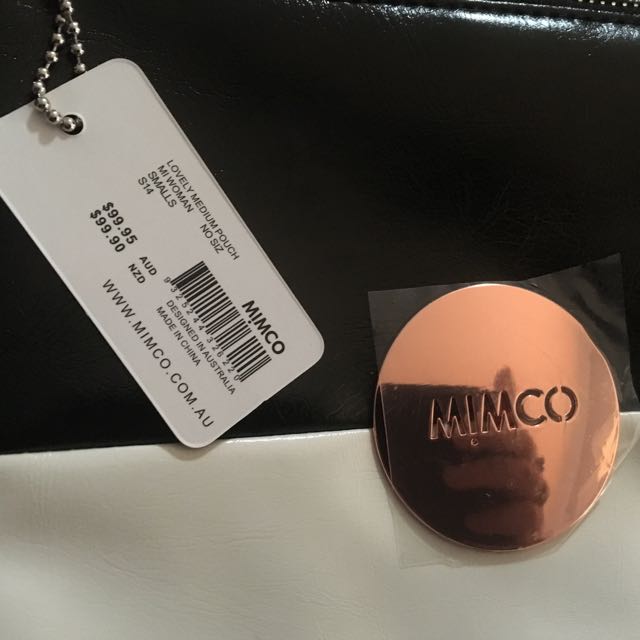 LOVELY MEDIUM POUCH
MI WOMAN NO SIZ
SMALLS
S14
$99.95 AUD
$99.90 NZD
MIMCO
DESIGNED IN AUSTRALIA
MADE IN CHINA
WWW.MIMCO.COM.AU
MIMCO